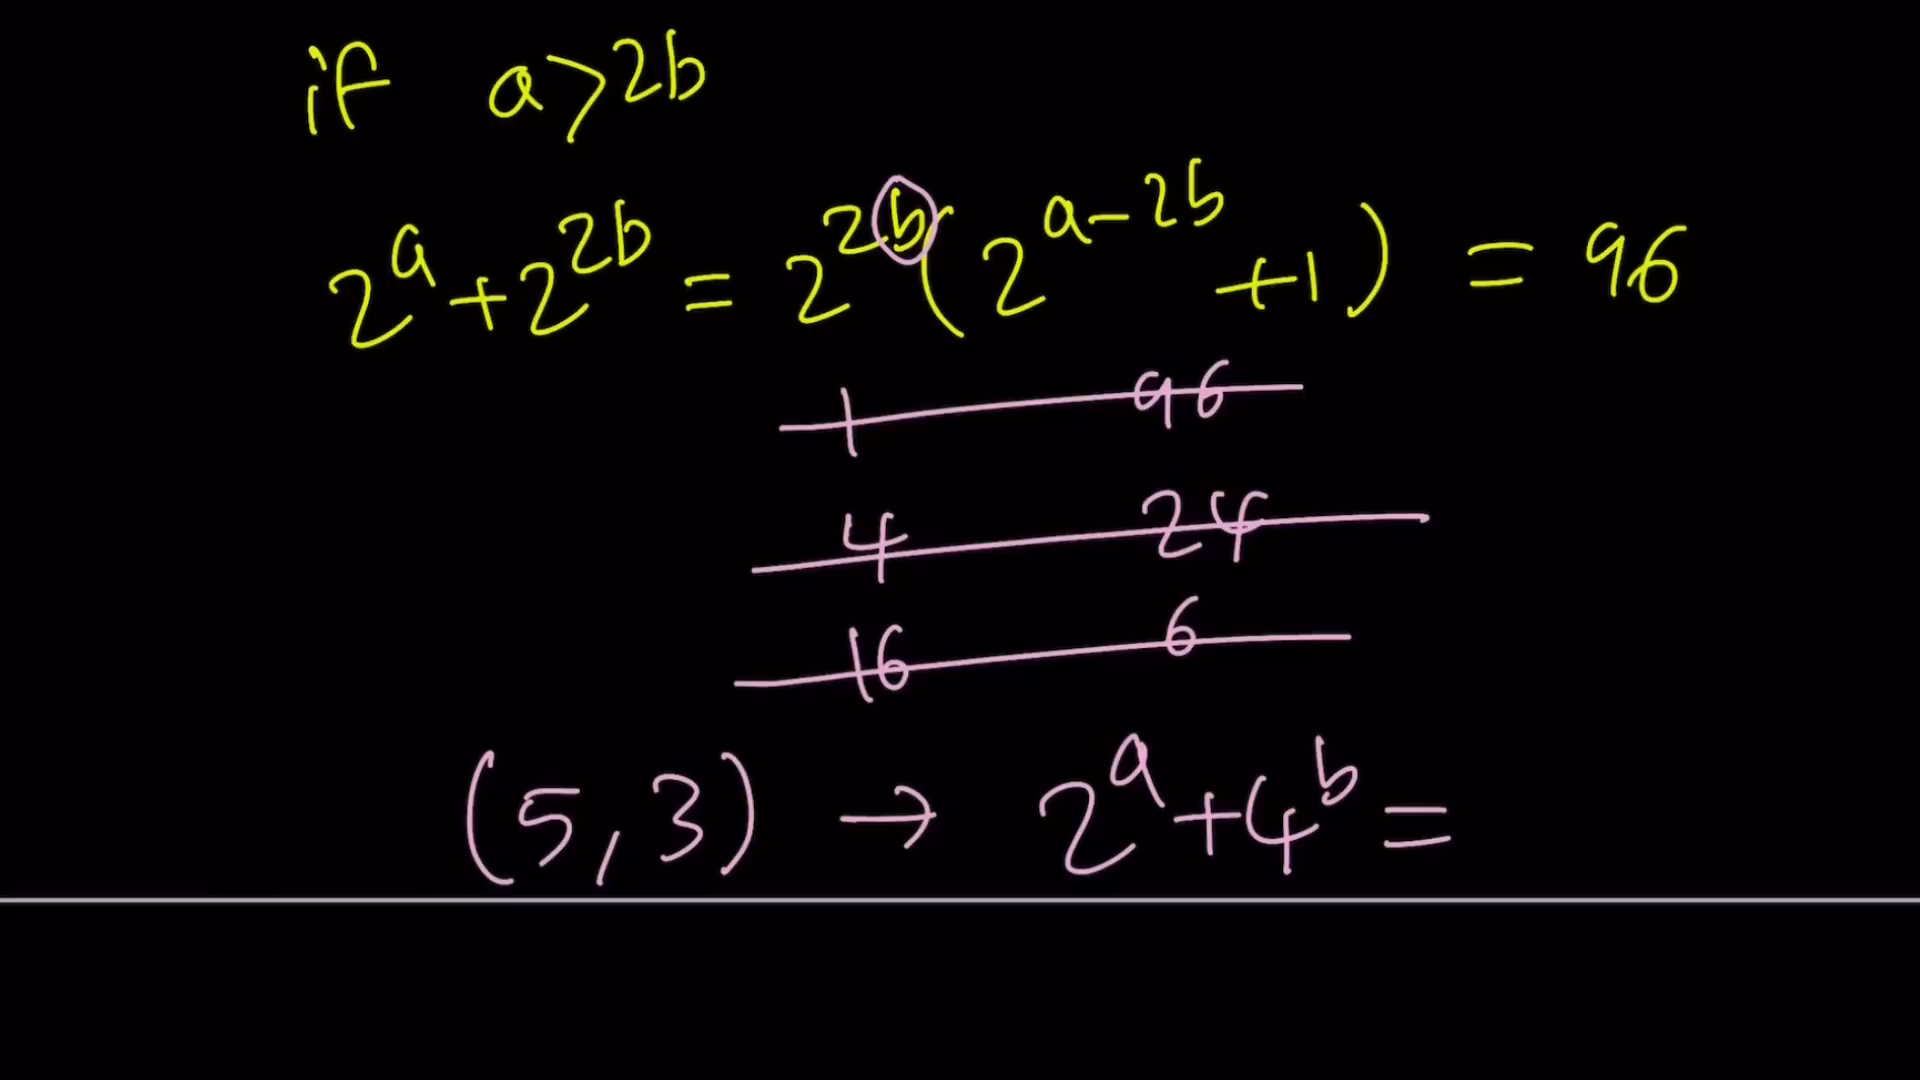 if a>2b
2^a+2^{2b} = 2^{2b}(2^{a-2b}+1) = 96
1 96
4 24
16 6
(5,3) → 2^a+4^b=